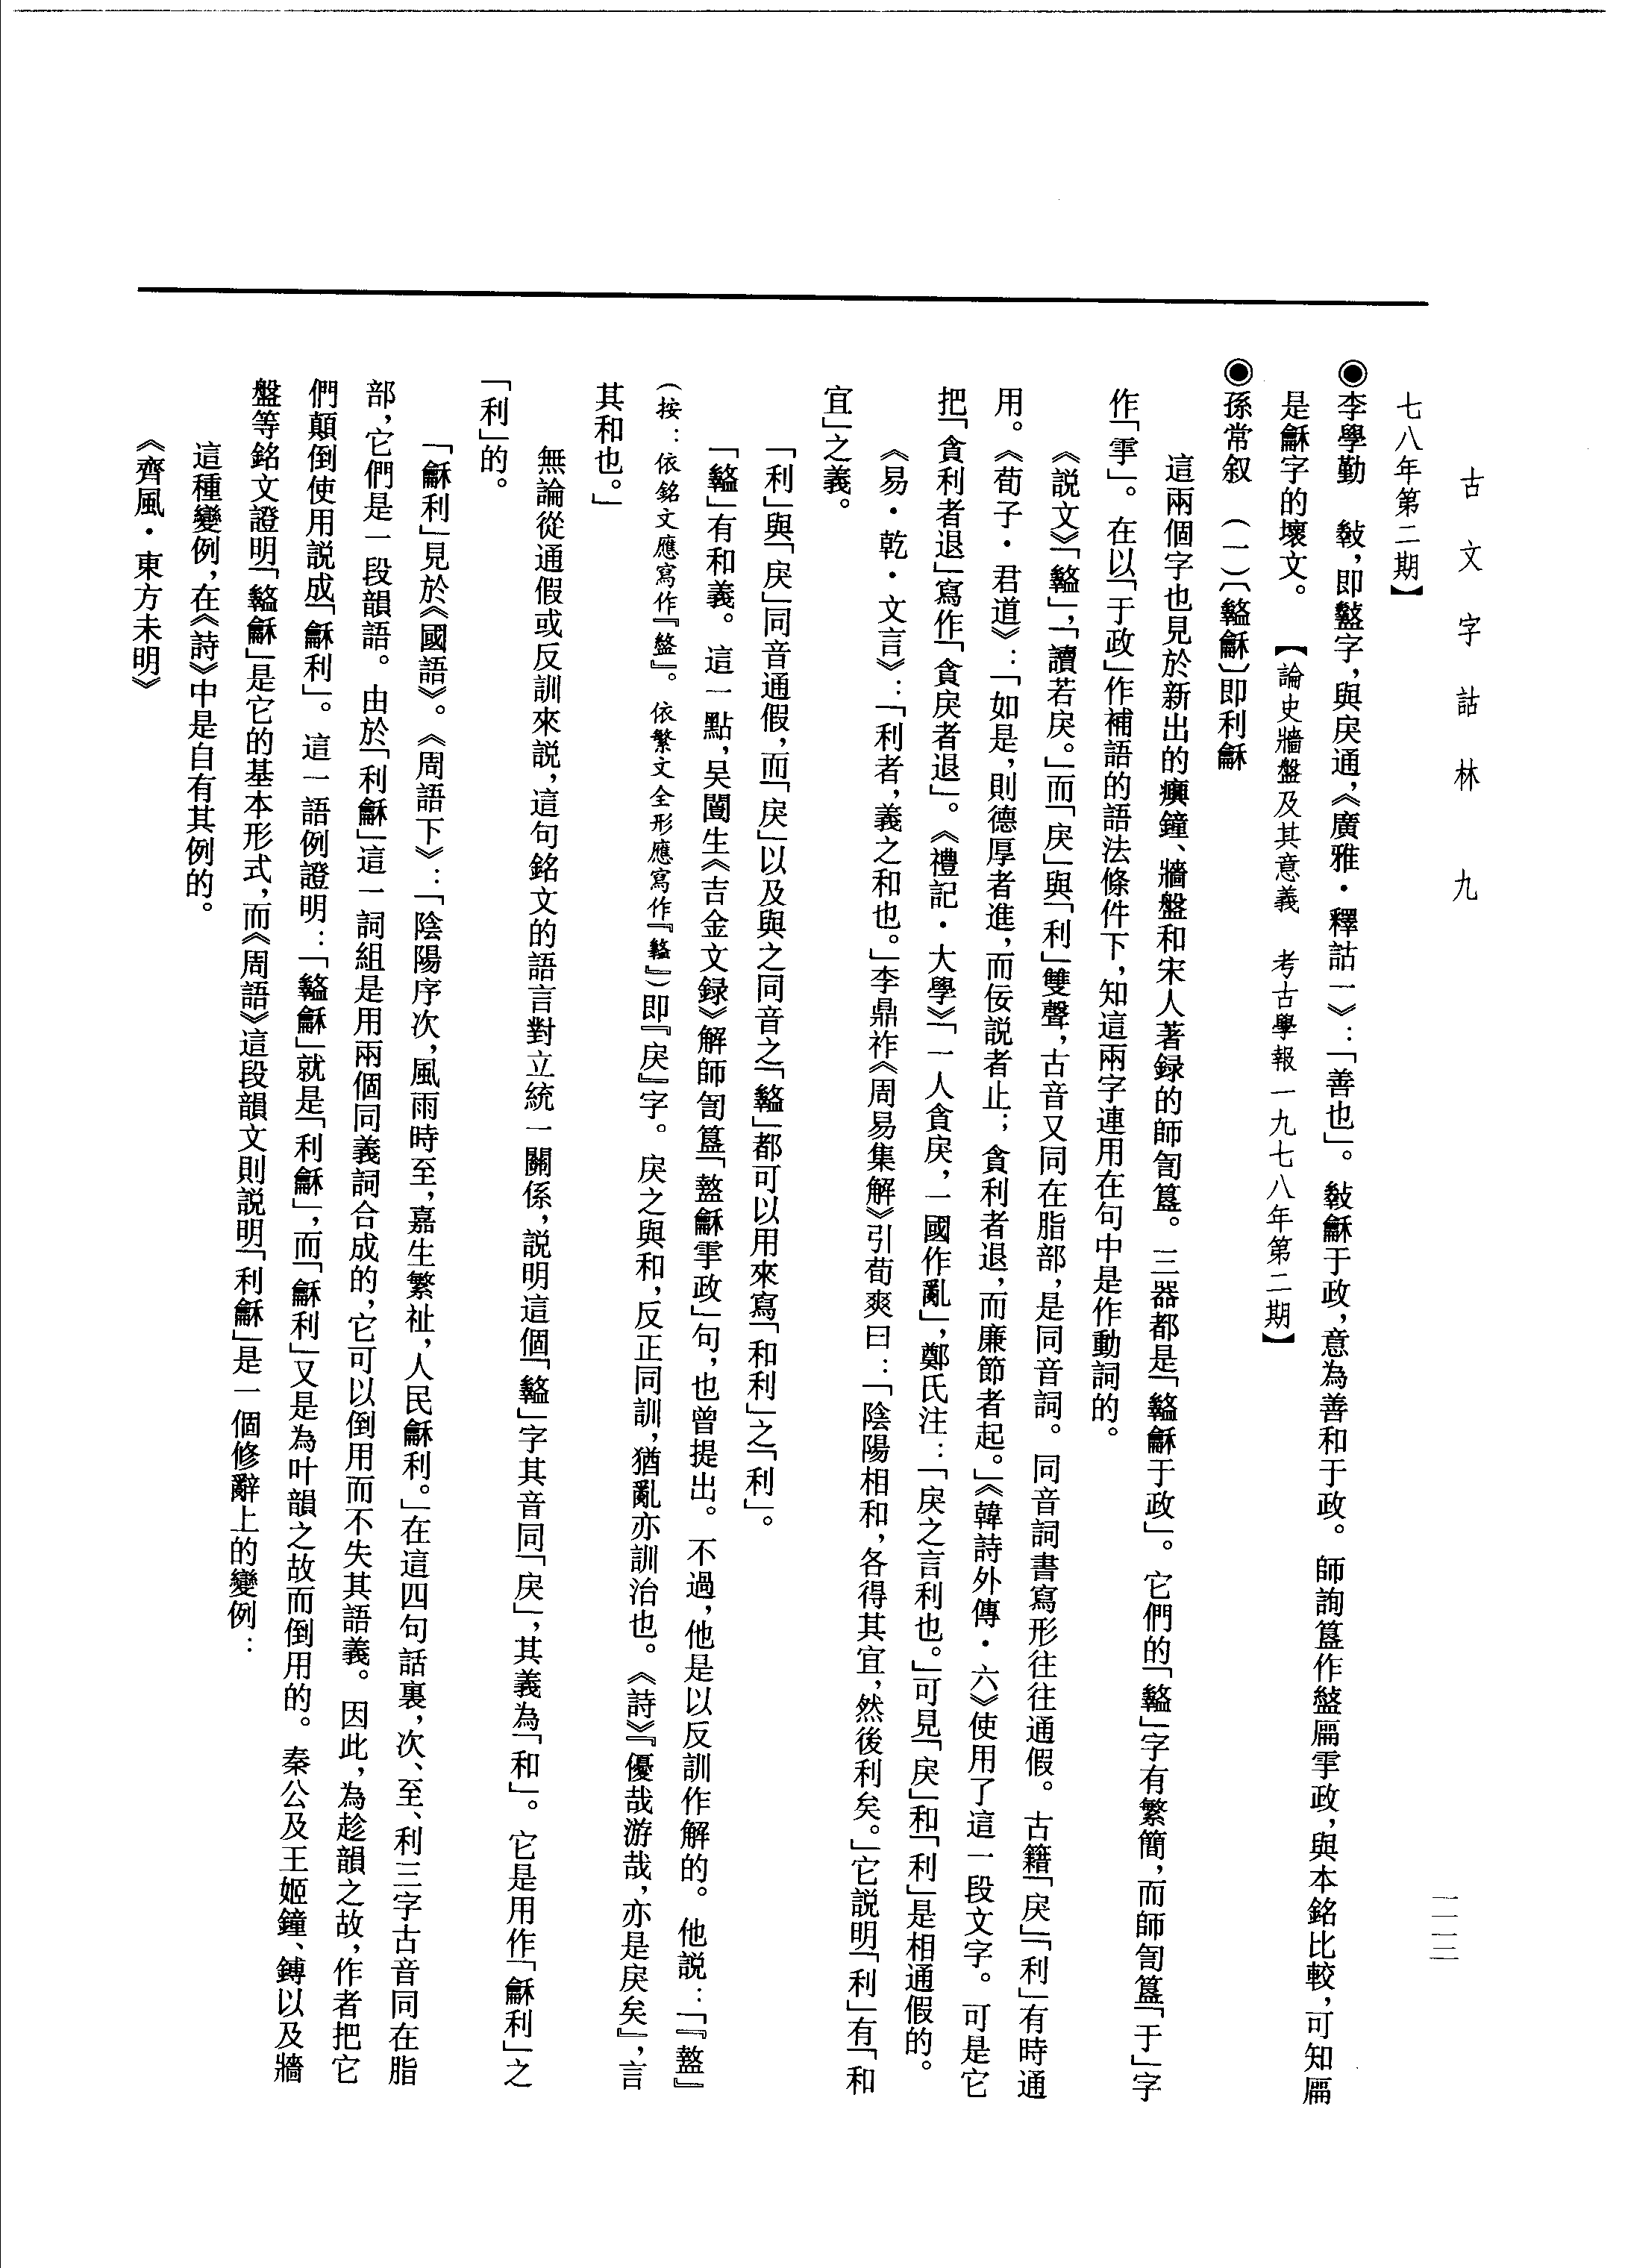 古文字詁林　九
一一二二
七八年第二期】
◉李學勤　㪤,即盭字,與戾通,《廣雅·釋詁一》:「善也」。㪤龢于政,意為善和于政。師詢簋作盭鬲雩政,與本銘比較,可知鬲
是龢字的壞文。【論史牆盤及其意義　考古學報一九七八年第二期】
◉孫常叙　(一)〔盭龢〕即利龢
這兩個字也見於新出的𤼈鐘、牆盤和宋人著録的師訇簋。三器都是「盭龢于政」。它們的「盭」字有繁簡,而師訇簋「于」字
作「雩」。在以「于政」作補語的語法條件下,知這兩字連用在句中是作動詞的。
《説文》「盭」,「讀若戾。」而「戾」與「利」雙聲,古音又同在脂部,是同音詞。同音詞書寫形往往通假。古籍「戾」「利」有時通
用。《荀子·君道》:「如是,則德厚者進,而佞説者止;貪利者退,而廉節者起。」《韓詩外傳·六》使用了這一段文字。可是它
把「貪利者退」寫作「貪戾者退」。《禮記·大學》「一人貪戾,一國作亂」,鄭氏注:「戾之言利也。」可見「戾」和「利」是相通假的。
《易·乾·文言》:「利者,義之和也。」李鼎祚《周易集解》引荀爽曰:「陰陽相和,各得其宜,然後利矣。」它説明「利」有「和
宜」之義。
「利」與「戾」同音通假,而「戾」以及與之同音之「盭」都可以用來寫「和利」之「利」。
「盭」有和義。這一點,吴闓生《吉金文録》解師訇簋「盭龢雩政」句,也曾提出。不過,他是以反訓作解的。他説:「『盭』
(按:依銘文應寫作『盭』。依繁文全形應寫作『盭』)即『戾』字。戾之與和,反正同訓,猶亂亦訓治也。《詩》『優哉游哉,亦是戾矣』,言
其和也。」
無論從通假或反訓來説,這句銘文的語言對立統一關係,説明這個「盭」字其音同「戾」,其義為「和」。它是用作「龢利」之
「利」的。
「龢利」見於《國語》。《周語下》:「陰陽序次,風雨時至,嘉生繁祉,人民龢利。」在這四句話裏,次、至、利三字古音同在脂
部,它們是一段韻語。由於「利龢」這一詞組是用兩個同義詞合成的,它可以倒用而不失其語義。因此,為趁韻之故,作者把它
們顛倒使用説成「龢利」。這一語例證明:「盭龢」就是「利龢」,而「龢利」又是為叶韻之故而倒用的。秦公及王姬鐘、鎛以及牆
盤等銘文證明「盭龢」是它的基本形式,而《周語》這段韻文則説明「利龢」是一個修辭上的變例:
這種變例,在《詩》中是自有其例的。
《齊風·東方未明》